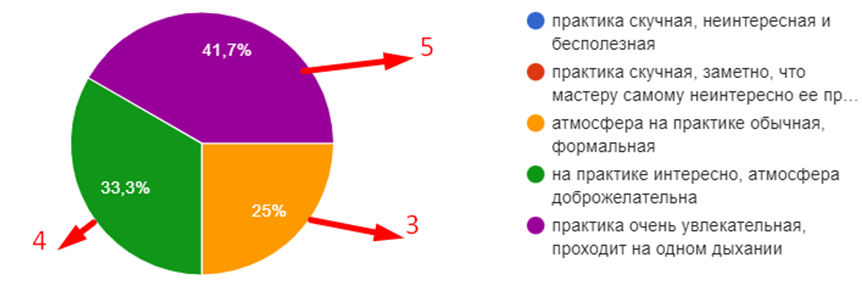 41,7%
5
33,3%
25%
4
3
практика скучная, неинтересная и
бесполезная
практика скучная, заметно, что
мастеру самому неинтересно ее пр…
атмосфера на практике обычная,
формальная
на практике интересно, атмосфера
доброжелательна
практика очень увлекательная,
проходит на одном дыхании